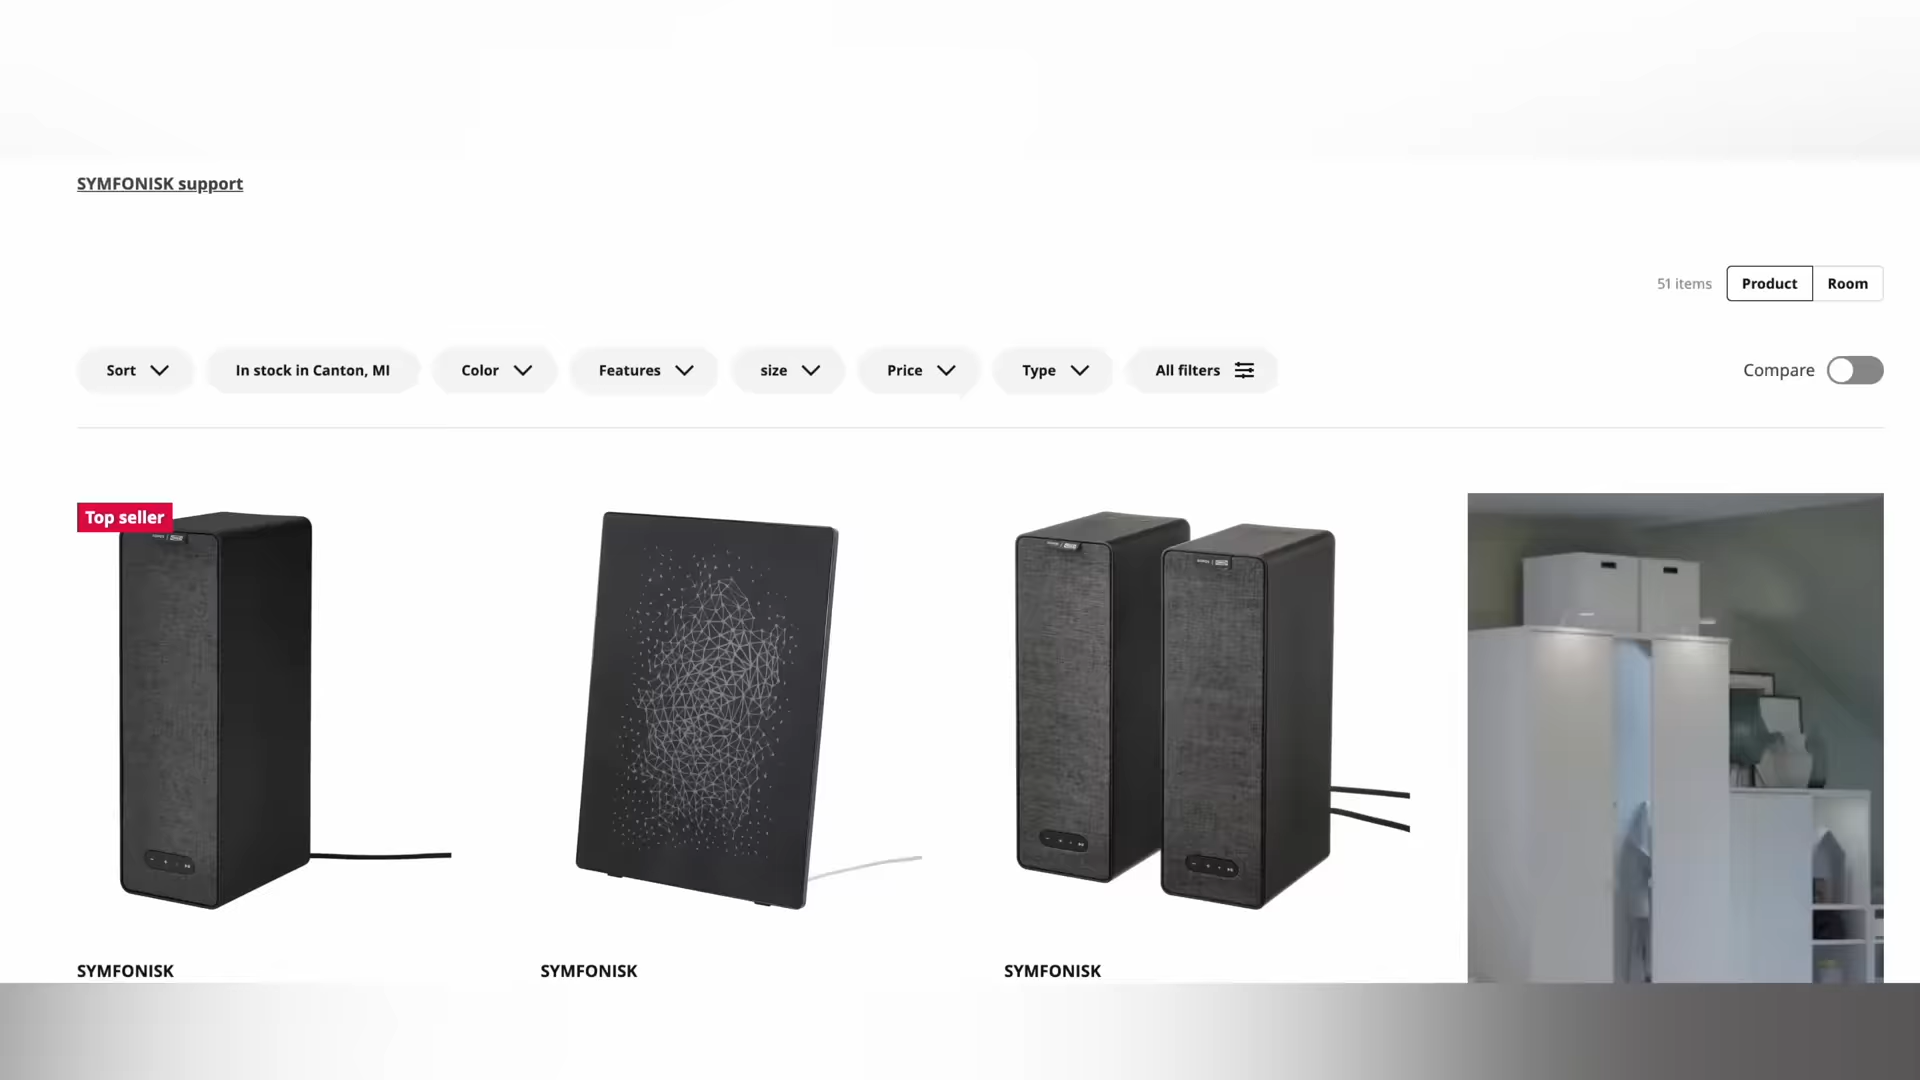 SYMFONISK support
51 items
Product
Room
Sort
In stock in Canton, MI
Color
Features
size
Price
Type
All filters
Compare
Top seller
SYMFONISK
SYMFONISK
SYMFONISK